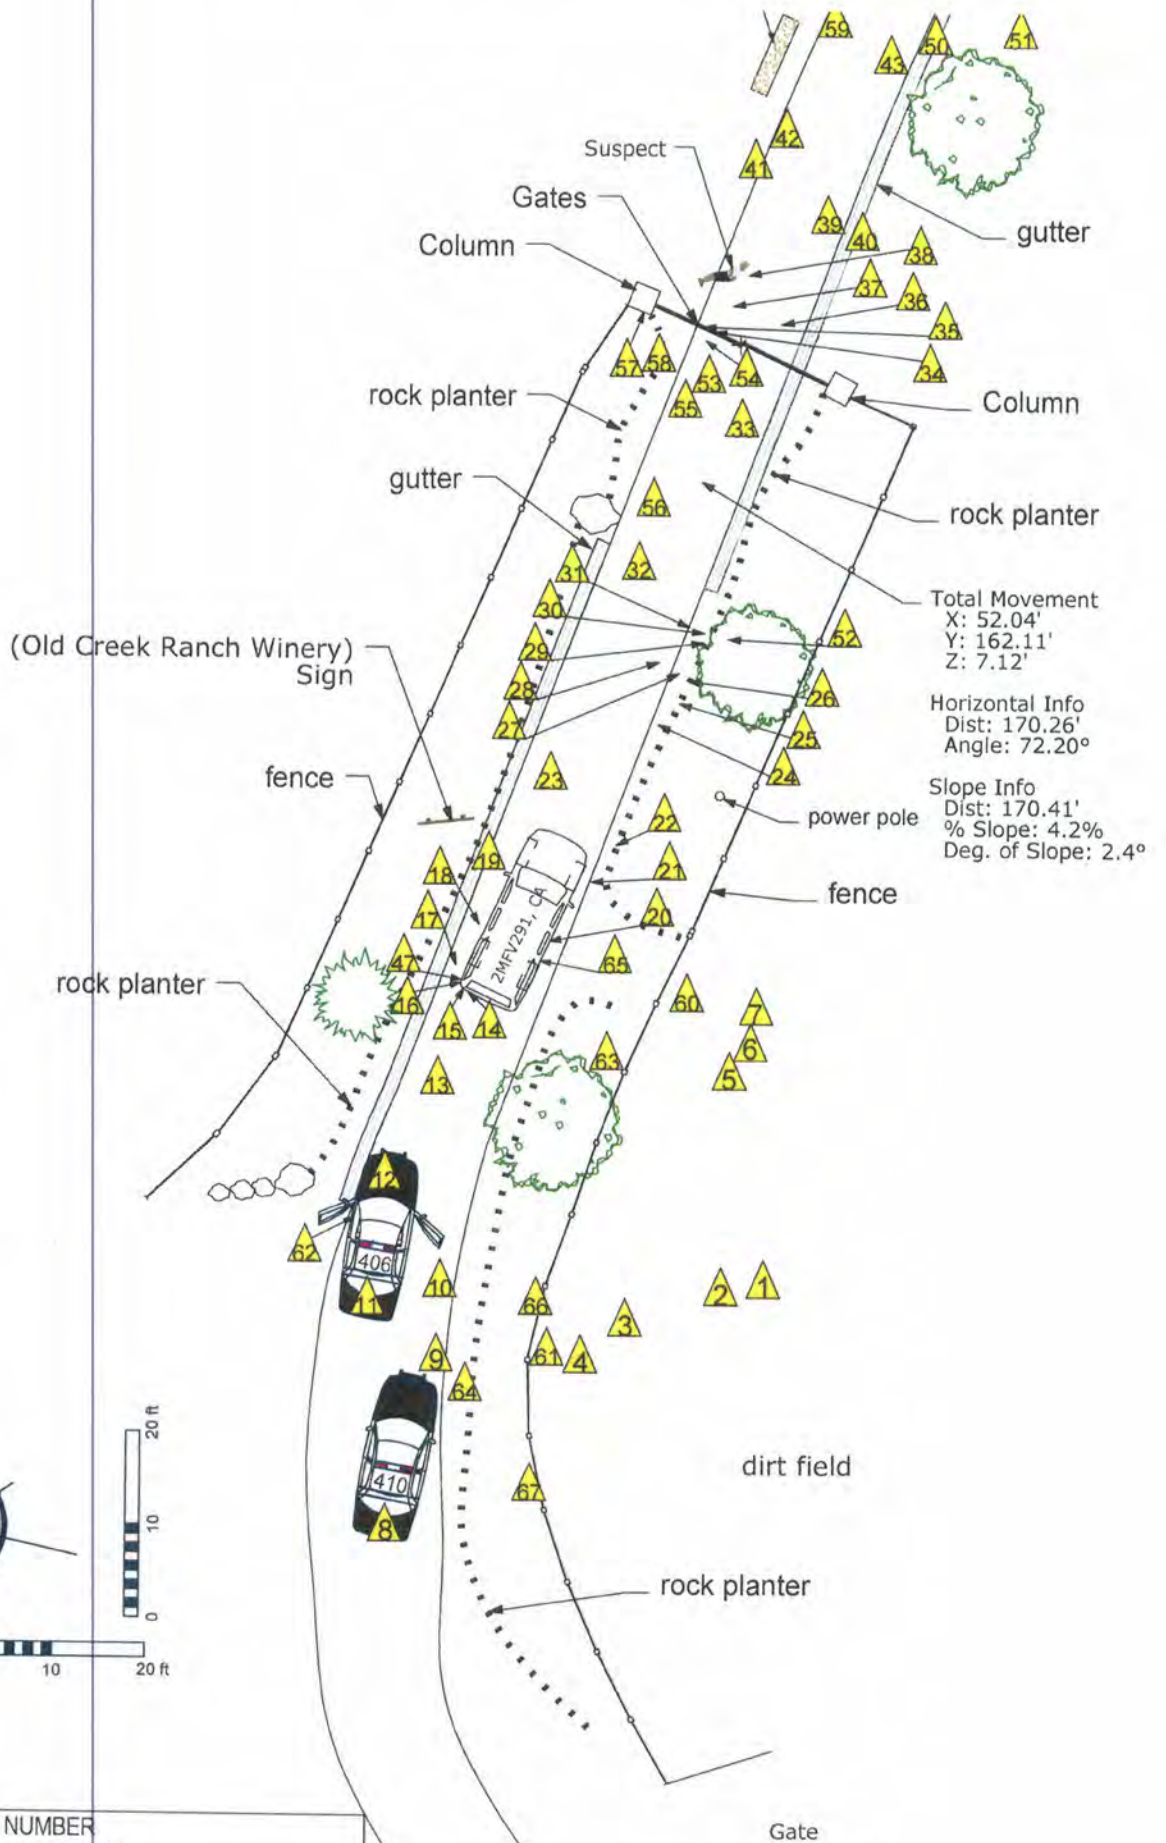 59
50
51
43
42
Suspect
41
Gates
39
40
gutter
Column
38
37
36
35
57
58
34
53
54
rock planter
55
Column
33
gutter
56
rock planter
31
32
30
Total Movement
X: 52.04'
Y: 162.11'
Z: 7.12'
52
(Old Creek Ranch Winery)
Sign
29
28
26
Horizontal Info
Dist: 170.26'
Angle: 72.20°
27
25
23
24
fence
Slope Info
Dist: 170.41'
% Slope: 4.2%
Deg. of Slope: 2.4°
22
power pole
19
18
21
fence
17
20
2MFV291, CA
47
65
rock planter
16
60
7
15
14
6
63
13
5
12
62
406
10
2
1
11
66
3
9
61
4
64
20 ft
dirt field
410
67
8
10
rock planter
0
10
20 ft
NUMBER
Gate